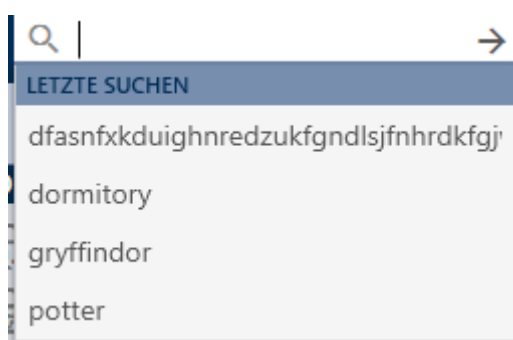 LETZTE SUCHEN
dfasnfxkduighnredzukfgndlsjfnhrdkfgj
dormitory
gryffindor
potter